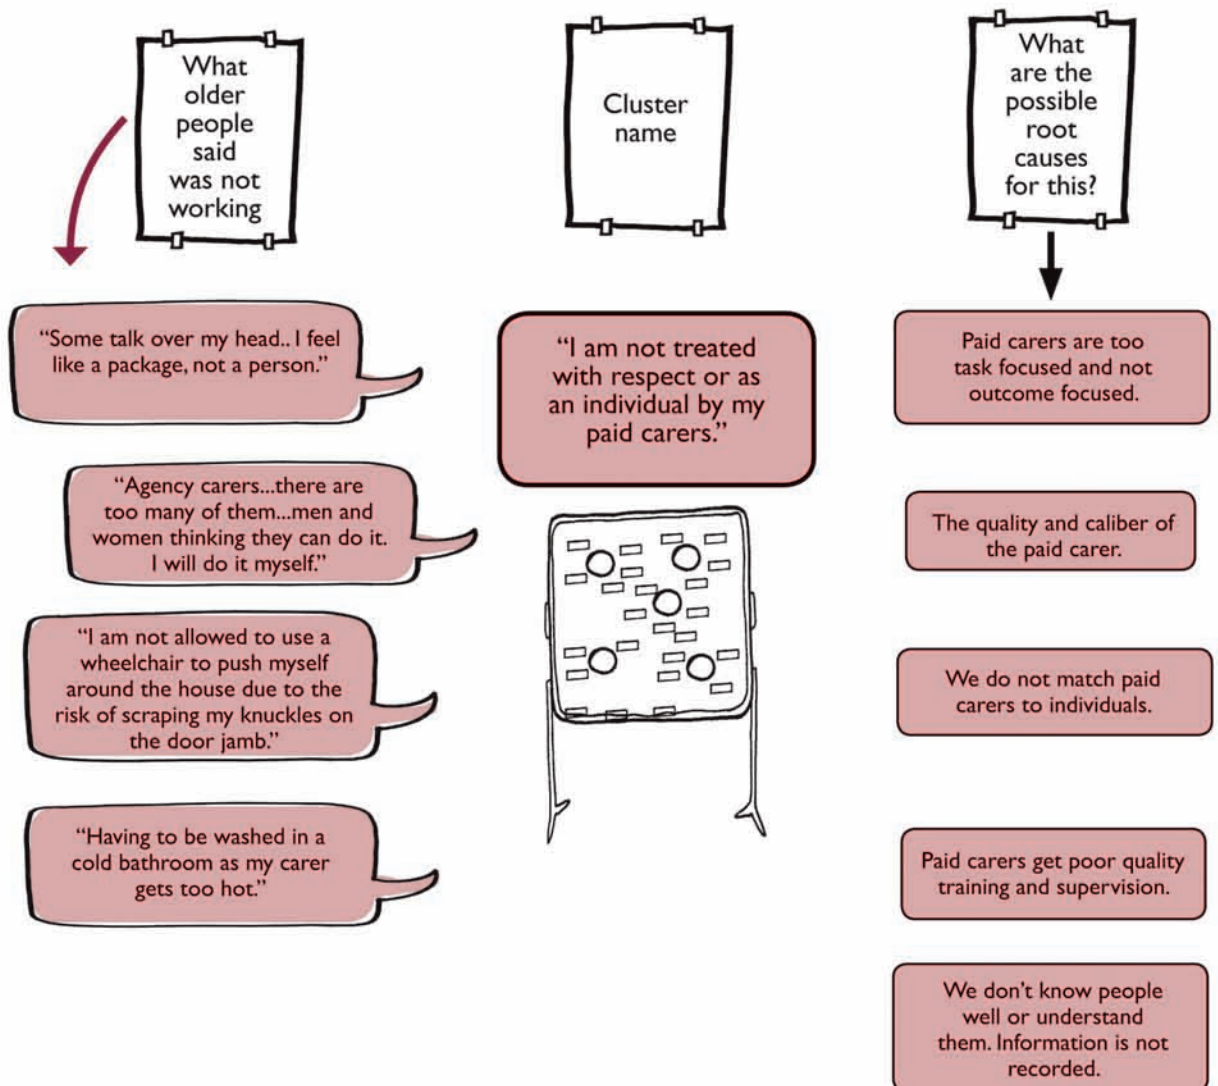 What
older
people
said
was not
working
"Some talk over my head.. I feel
like a package, not a person."
"Agency carers...there are
too many of them...men and
women thinking they can do it.
I will do it myself."
"I am not allowed to use a
wheelchair to push myself
around the house due to the
risk of scraping my knuckles on
the door jamb."
"Having to be washed in a
cold bathroom as my carer
gets too hot."
Cluster
name
"I am not treated
with respect or as
an individual by my
paid carers."
What
are the
possible
root
causes
for this?
Paid carers are too
task focused and not
outcome focused.
The quality and caliber of
the paid carer.
We do not match paid
carers to individuals.
Paid carers get poor quality
training and supervision.
We don't know people
well or understand
them. Information is not
recorded.